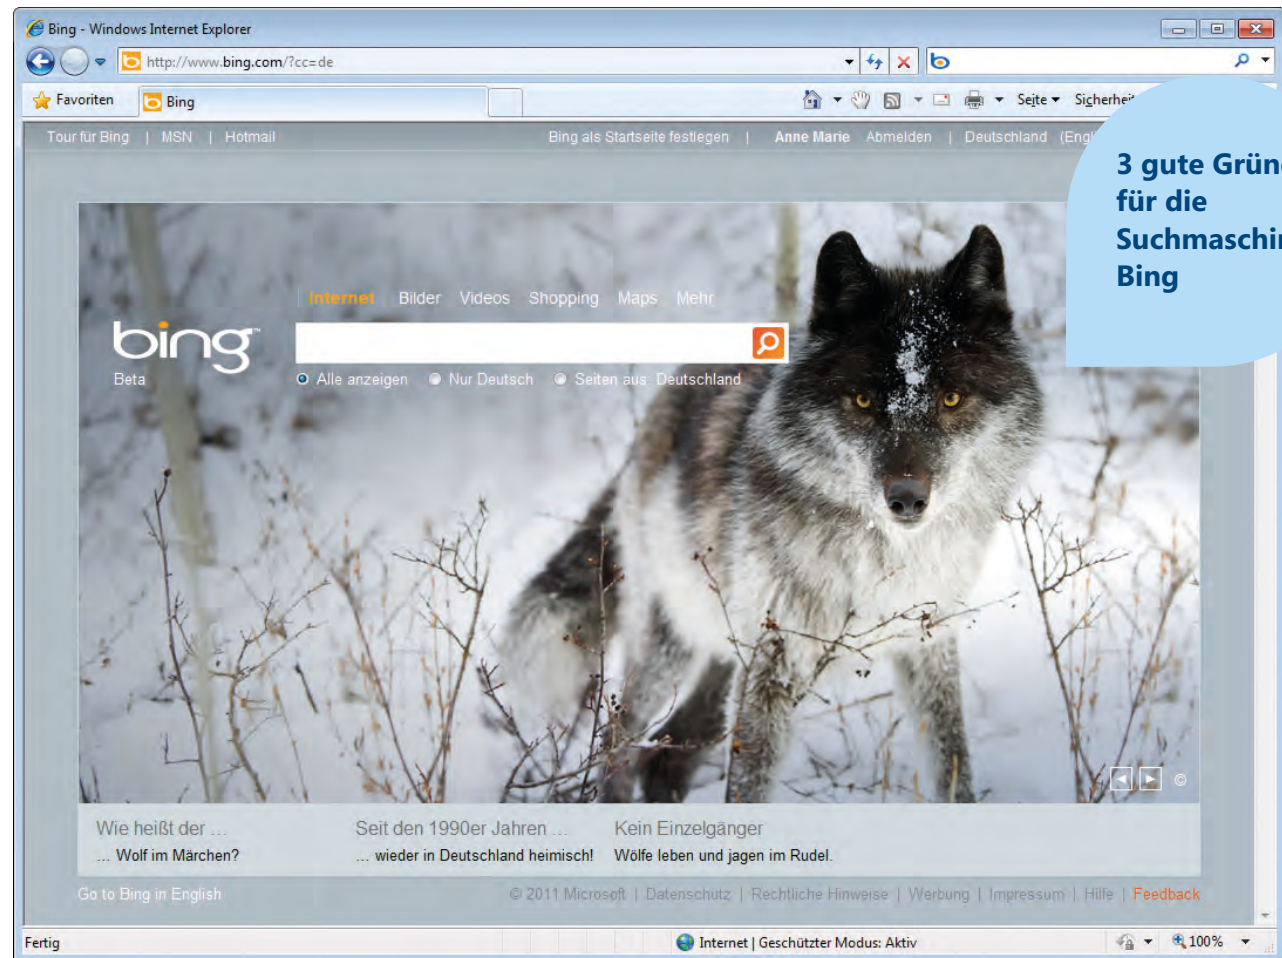 Bing - Windows Internet Explorer
http://www.bing.com/?cc=de
Favoriten Bing Seite Sicherheit
Tour für Bing | MSN | Hotmail Bing als Startseite festlegen | Anne Marie Abmelden | Deutschland
3 gute
für die
Bing
Internet Bilder Videos Shopping Maps Mehr
bing™
Beta
Alle anzeigen Nur Deutsch Seiten aus: Deutschland
©
Wie heißt der ... Seit den 1990er Jahren ... Kein Einzelgänger
... Wolf im Märchen? ... wieder in Deutschland heimisch! Wölfe leben und jagen im Rudel.
Go to Bing in English © 2011 Microsoft | Datenschutz | Rechtliche Hinweise | Werbung | Impressum | Hilfe | Feedback
Fertig Internet | Geschützter Modus: Aktiv 100%